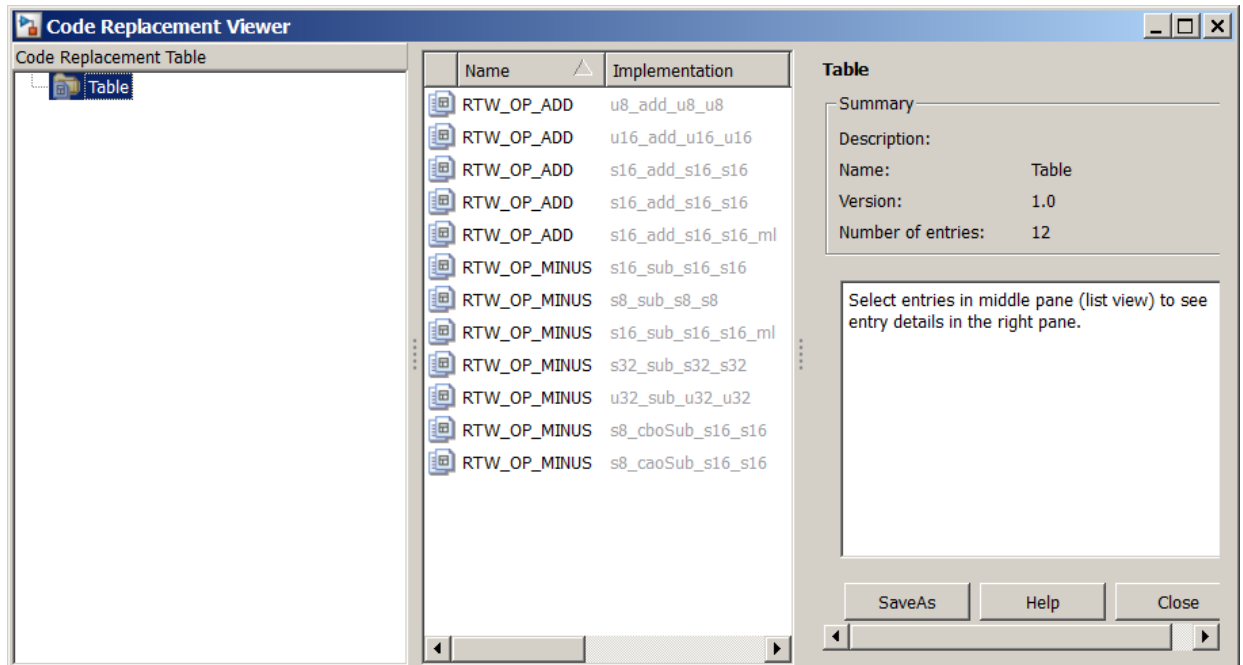 Code Replacement Viewer
Code Replacement Table
Table
Name Implementation
RTW_OP_ADD u8_add_u8_u8
RTW_OP_ADD u16_add_u16_u16
RTW_OP_ADD s16_add_s16_s16
RTW_OP_ADD s16_add_s16_s16
RTW_OP_ADD s16_add_s16_s16_ml
RTW_OP_MINUS s16_sub_s16_s16
RTW_OP_MINUS s8_sub_s8_s8
RTW_OP_MINUS s16_sub_s16_s16_ml
RTW_OP_MINUS s32_sub_s32_s32
RTW_OP_MINUS u32_sub_u32_u32
RTW_OP_MINUS s8_cboSub_s16_s16
RTW_OP_MINUS s8_caoSub_s16_s16
Table
Summary
Description:
Name: Table
Version: 1.0
Number of entries: 12
Select entries in middle pane (list view) to see
entry details in the right pane.
SaveAs Help Close